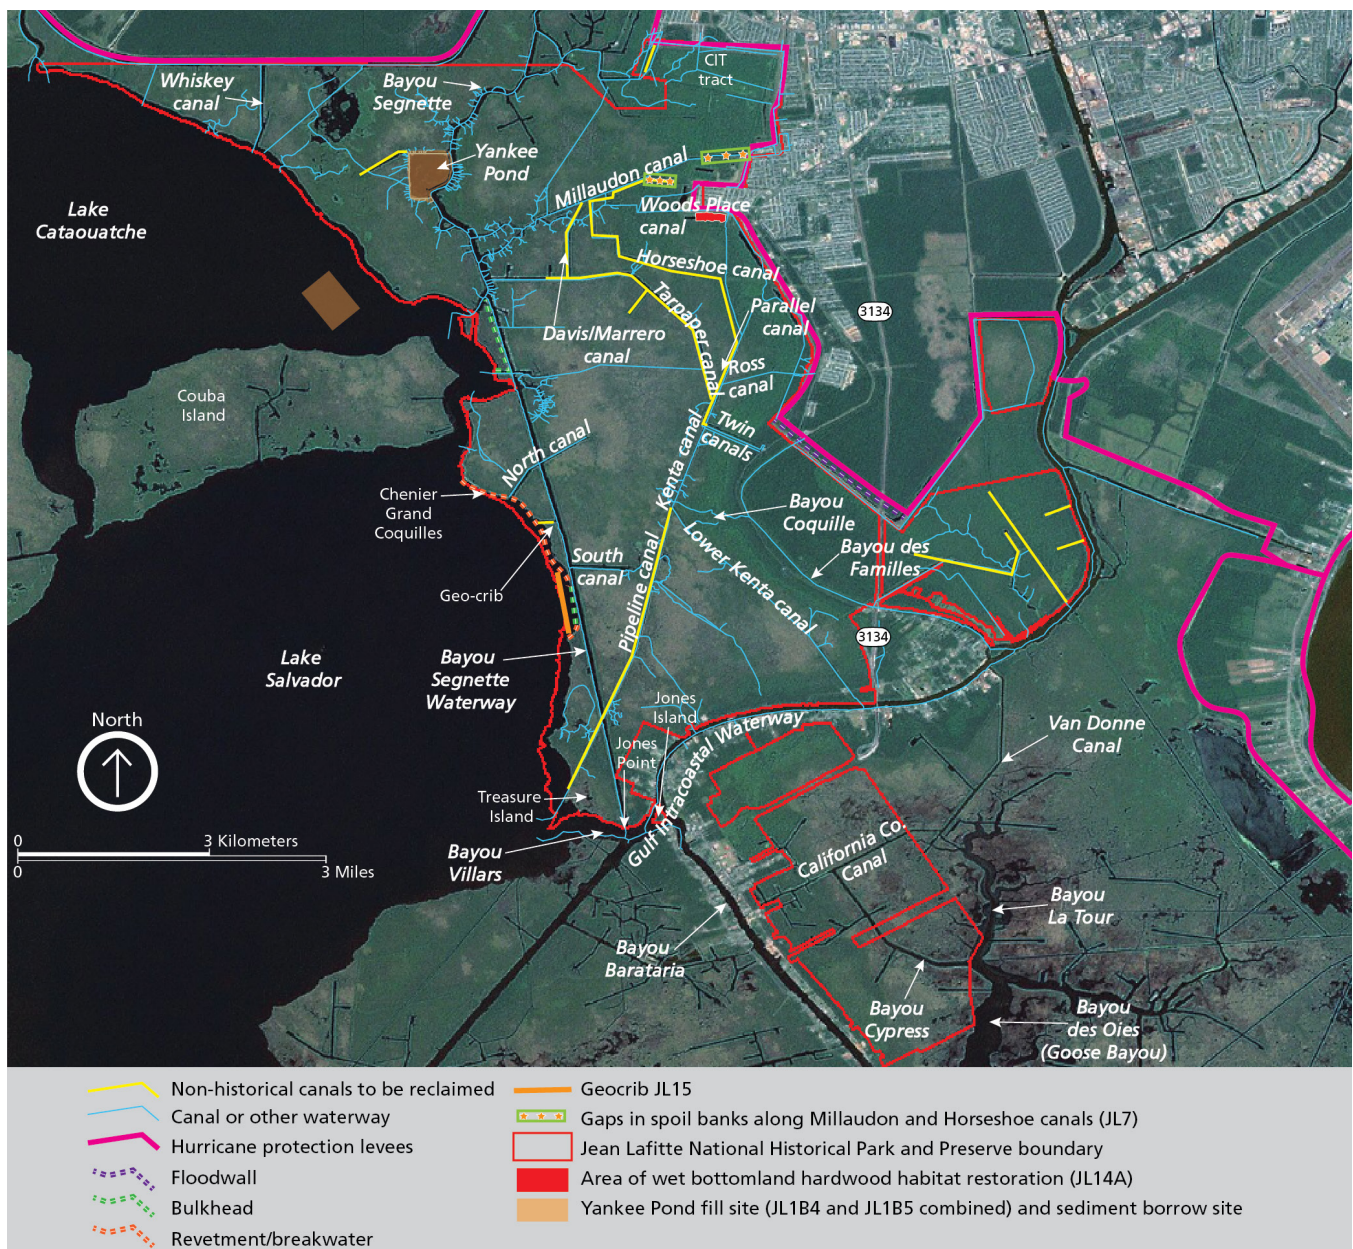 CIT
tract
Whiskey
canal
Bayou
Segnette
Yankee
Pond
Millaudon canal
Woods Place
canal
Lake
Cataouatche
Horseshoe canal
Tarpaper canal
Parallel
canal
3134
Davis/Marrero
canal
Ross
canal
Couba
Island
Twin
canals
North canal
Kenta canal
Chenier
Grand
Coquilles
Bayou
Coquille
Bayou des
Familles
South
canal
Lower Kenta canal
Geo-crib
Pipeline canal
3134
Lake
Salvador
Bayou
Segnette
Waterway
North
Jones
Island
Gulf Intracoastal Waterway
Van Donne
Canal
Jones
Point
Treasure
Island
0
3 Kilometers
0
3 Miles
Bayou
Villars
California Co.
Canal
Bayou
La Tour
Bayou
Barataria
Bayou
Cypress
Bayou
des Oies
(Goose Bayou)
Non-historical canals to be reclaimed
Canal or other waterway
Hurricane protection levees
Floodwall
Bulkhead
Revetment/breakwater
Geocrib JL15
Gaps in spoil banks along Millaudon and Horseshoe canals (JL7)
Jean Lafitte National Historical Park and Preserve boundary
Area of wet bottomland hardwood habitat restoration (JL14A)
Yankee Pond fill site (JL1B4 and JL1B5 combined) and sediment borrow site